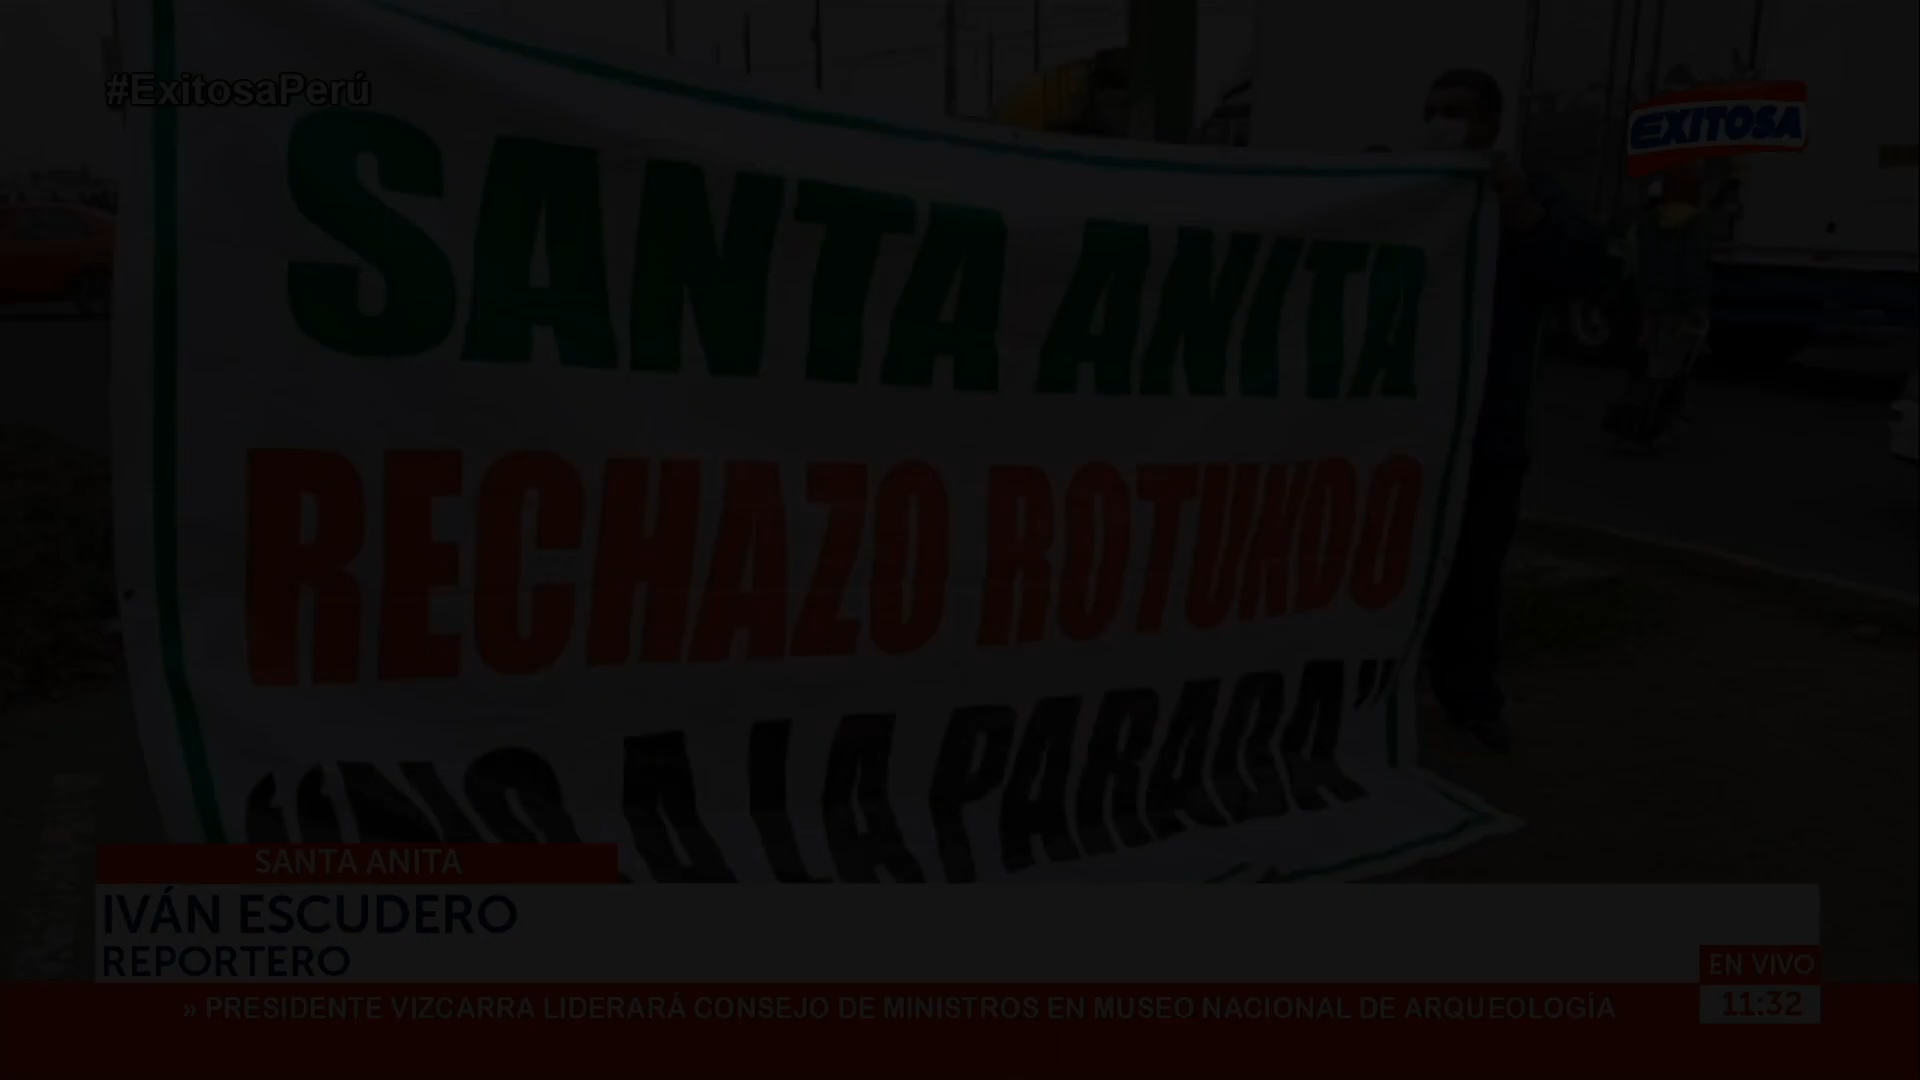 #ExitosaPerú
EXITOSA
SANTA ANITA
RECHAZO ROTUNDO
"NO A LA PARADA"
SANTA ANITA
IVÁN ESCUDERO
REPORTERO
EN VIVO
» PRESIDENTE VIZCARRA LIDERARÁ CONSEJO DE MINISTROS EN MUSEO NACIONAL DE ARQUEOLOGÍA
11:32